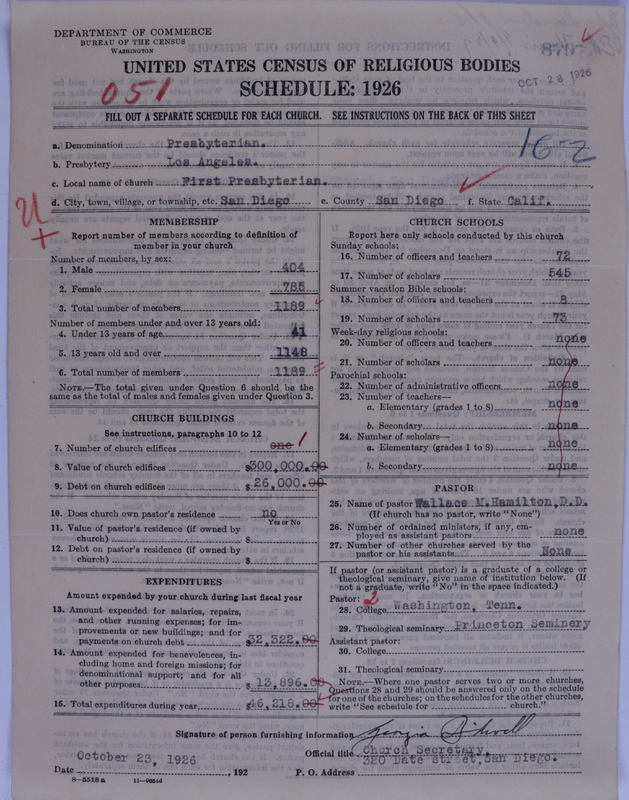 DEPARTMENT OF COMMERCE
BUREAU OF THE CENSUS
WASHINGTON
OCT 28 1926
UNITED STATES CENSUS OF RELIGIOUS BODIES
SCHEDULE: 1926
051
FILL OUT A SEPARATE SCHEDULE FOR EACH CHURCH. SEE INSTRUCTIONS ON THE BACK OF THIS SHEET
162
a. Denomination Presbyterian.
b. Presbytery Los Angeles.
c. Local name of church First Presbyterian.
d. City, town, village, or township, etc. San Diego e. County San Diego f. State Calif.
MEMBERSHIP
Report number of members according to definition of member in your church
Number of members, by sex:
1. Male 404
2. Female 785
3. Total number of members 1189
Number of members under and over 13 years old:
4. Under 13 years of age 41
5. 13 years old and over 1148
6. Total number of members 1189
NOTE.—The total given under Question 6 should be the
same as the total of males and females given under Question 3.
CHURCH BUILDINGS
See instructions, paragraphs 10 to 12
7. Number of church edifices one 1
8. Value of church edifices $300,000.00
9. Debt on church edifices $ 26,000.00
10. Does church own pastor's residence no
Yes or No
11. Value of pastor's residence (if owned by
church) $
12. Debt on pastor's residence (if owned by
church) $
EXPENDITURES
Amount expended by your church during last fiscal year
13. Amount expended for salaries, repairs,
and other running expenses; for im-
provements or new buildings; and for
payments on church debt $32,322.00
14. Amount expended for benevolences, in-
cluding home and foreign missions; for
denominational support; and for all
other purposes $ 13,896.00
15. Total expenditures during year $46,218.00
CHURCH SCHOOLS
Report here only schools conducted by this church
Sunday schools:
16. Number of officers and teachers 72
17. Number of scholars 545
Summer vacation Bible schools:
18. Number of officers and teachers 8
19. Number of scholars 73
Week-day religious schools:
20. Number of officers and teachers none
21. Number of scholars none
Parochial schools:
22. Number of administrative officers none
23. Number of teachers—
a. Elementary (grades 1 to 8) none
b. Secondary none
24. Number of scholars—
a. Elementary (grades 1 to 8) none
b. Secondary none
PASTOR
25. Name of pastor Wallace M.Hamilton,D.D.
(If church has no pastor, write "None")
26. Number of ordained ministers, if any, em-
ployed as assistant pastors none
27. Number of other churches served by the
pastor or his assistants None
If pastor (or assistant pastor) is a graduate of a college or
theological seminary, give name of institution below. (If
not a graduate, write "No" in the space indicated.)
Pastor: 2
28. College Washington, Tenn.
29. Theological seminary Princeton Seminery
Assistant pastor:
30. College
31. Theological seminary
NOTE.—Where one pastor serves two or more churches,
Questions 28 and 29 should be answered only on the schedule
for one of the churches; on the schedules for the other churches,
write "See schedule for church."
Signature of person furnishing information Georgia
Official title Church Secretary.
October 23, 1926
320 Date street, San Diego.
Date , 192 P. O. Address
8—5518a 11—9054d